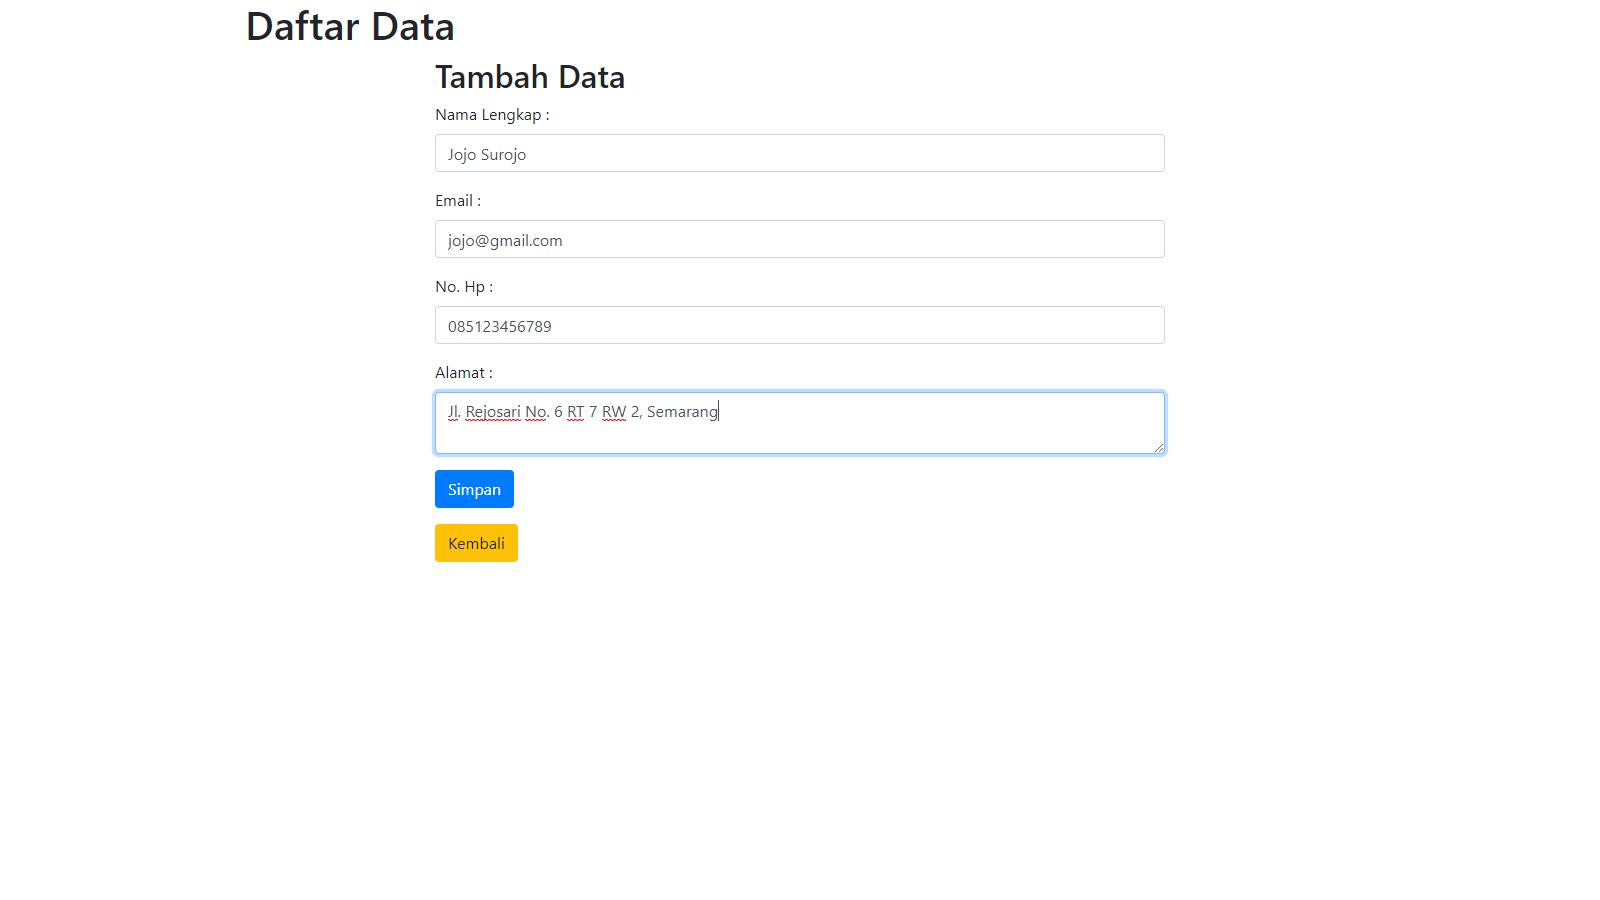 Daftar Data
Tambah Data
Nama Lengkap :
Jojo Surojo
Email :
jojo@gmail.com
No. Hp :
085123456789
Alamat :
Jl. Rejosari No. 6 RT 7 RW 2, Semarang
Simpan
Kembali